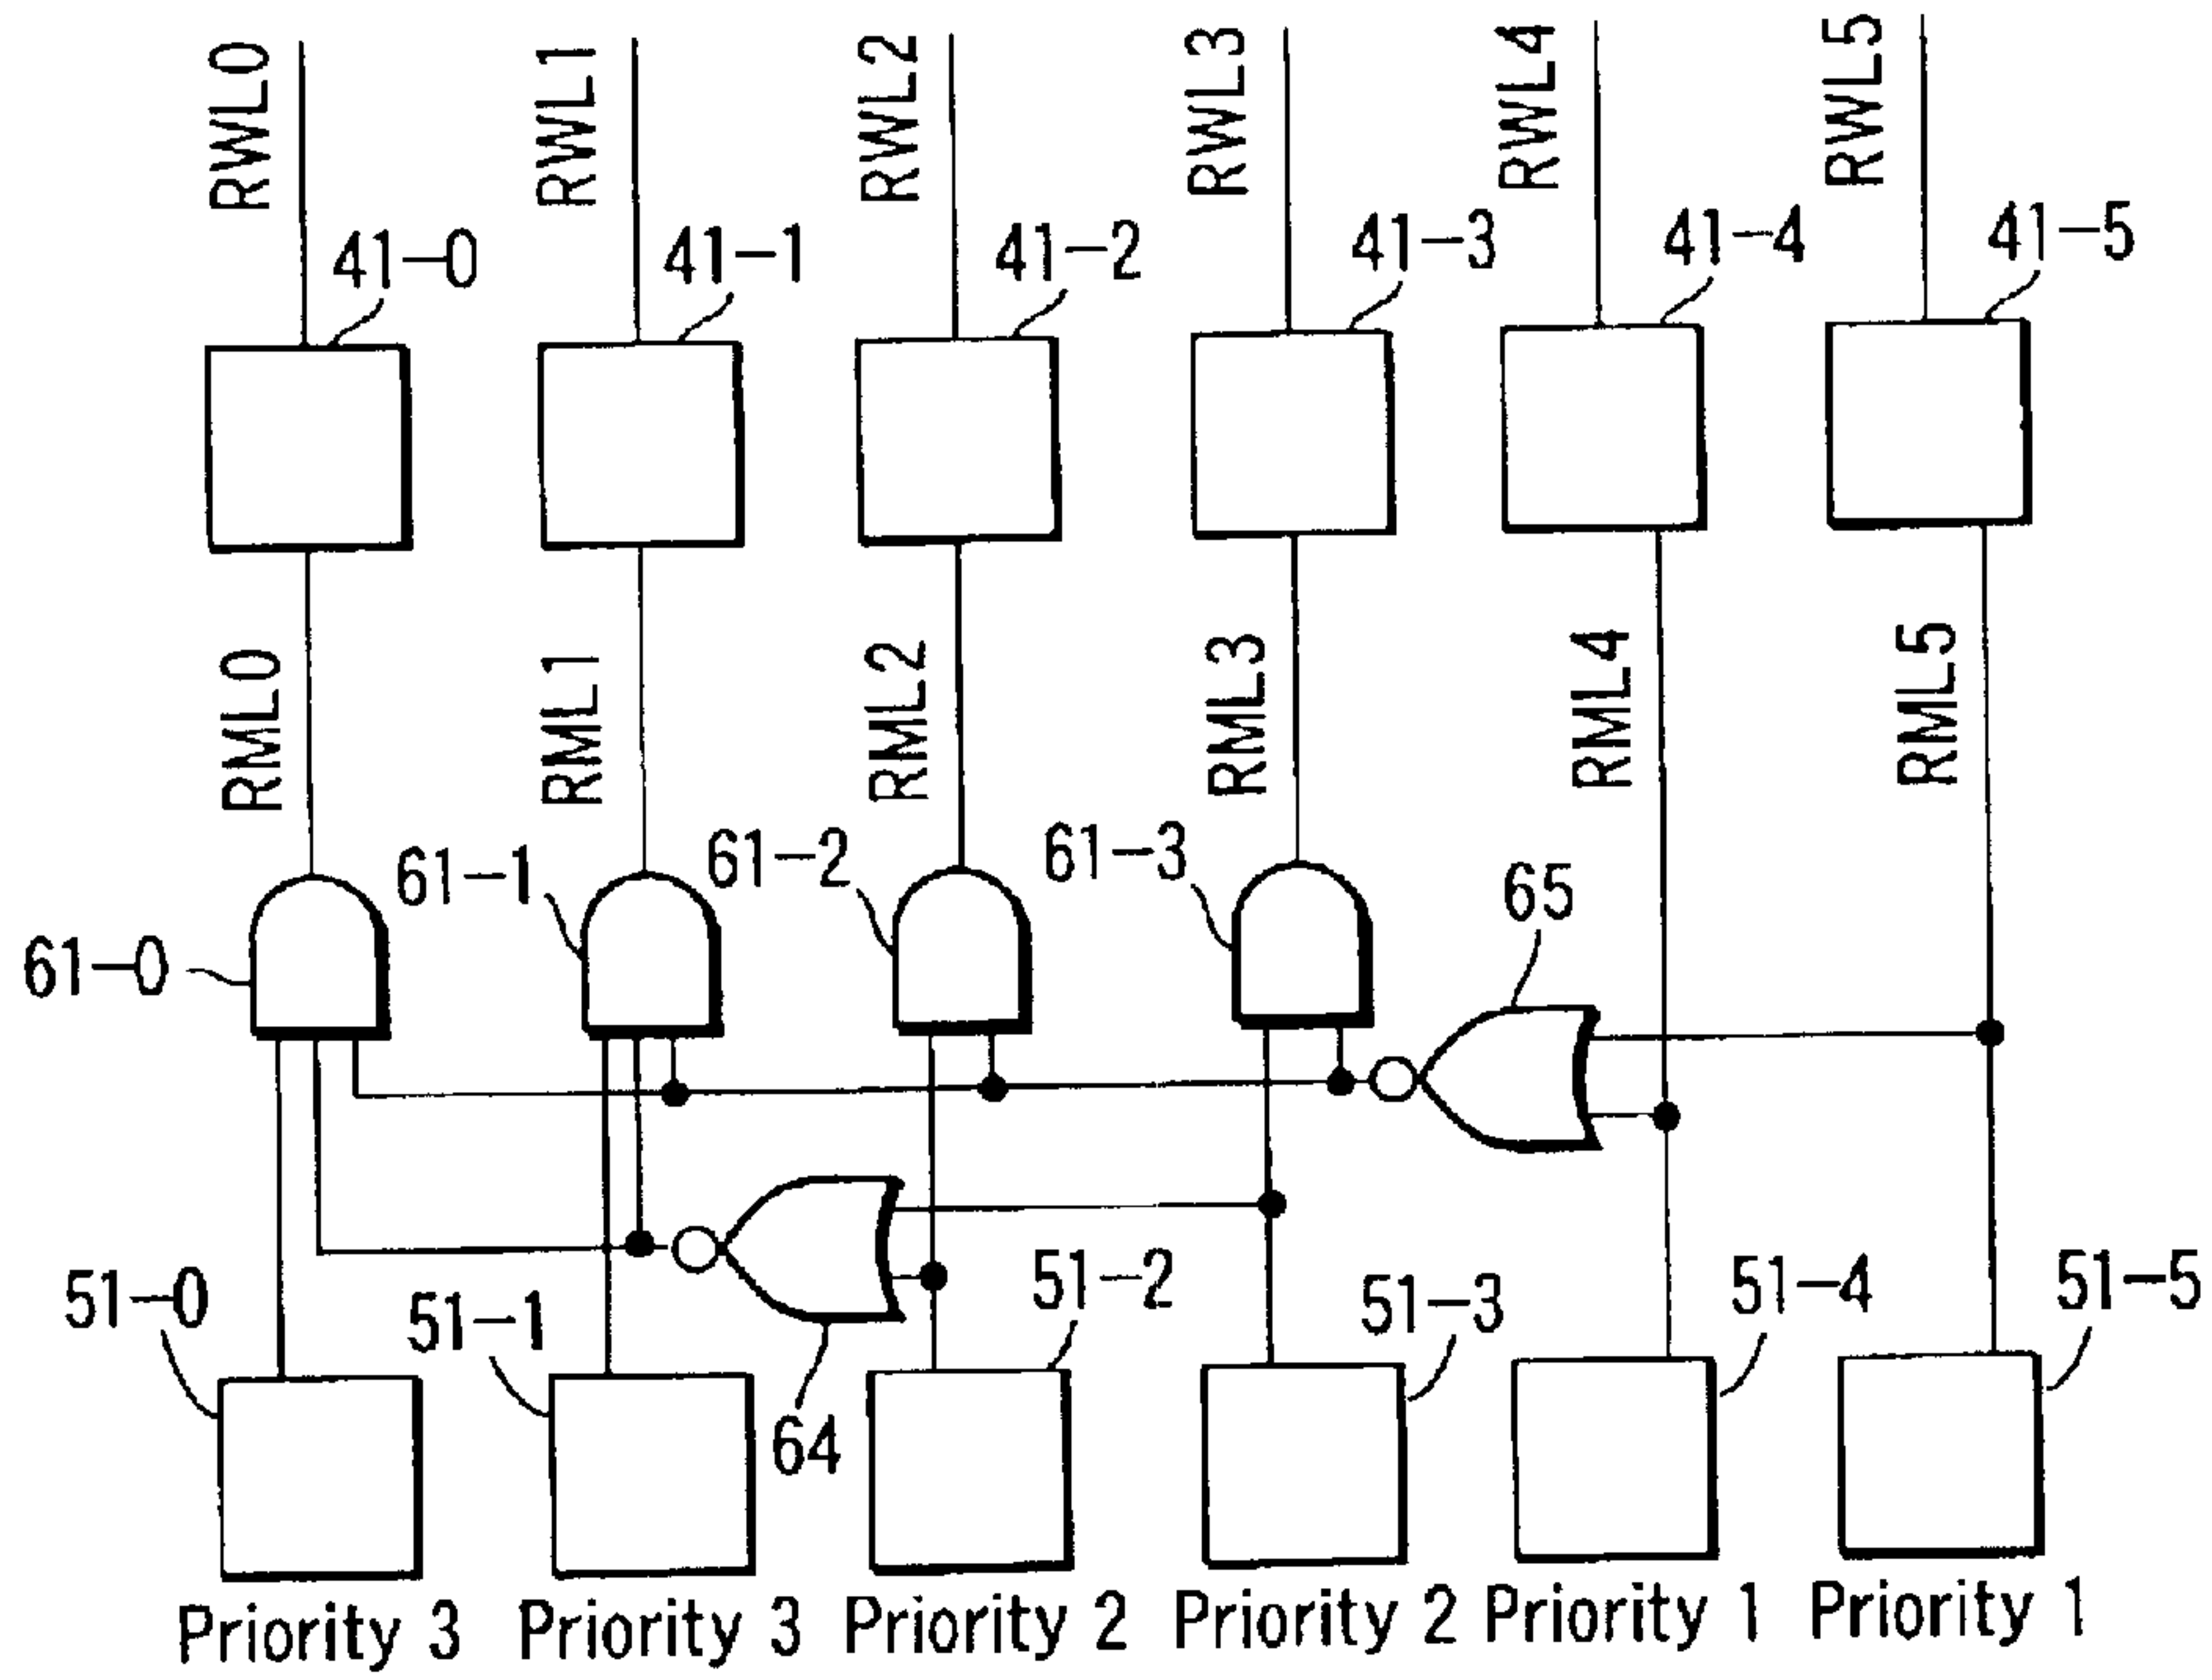 RWL0
RWL1
RWL2
RWL3
RWL4
RWL5
41-0
41-1
41-2
41-3
41-4
41-5
RML0
RML1
RML2
RML3
RML4
RML5
61-0
61-1
61-2
61-3
65
51-0
51-1
64
51-2
51-3
51-4
51-5
Priority 3
Priority 3
Priority 2
Priority 2
Priority 1
Priority 1